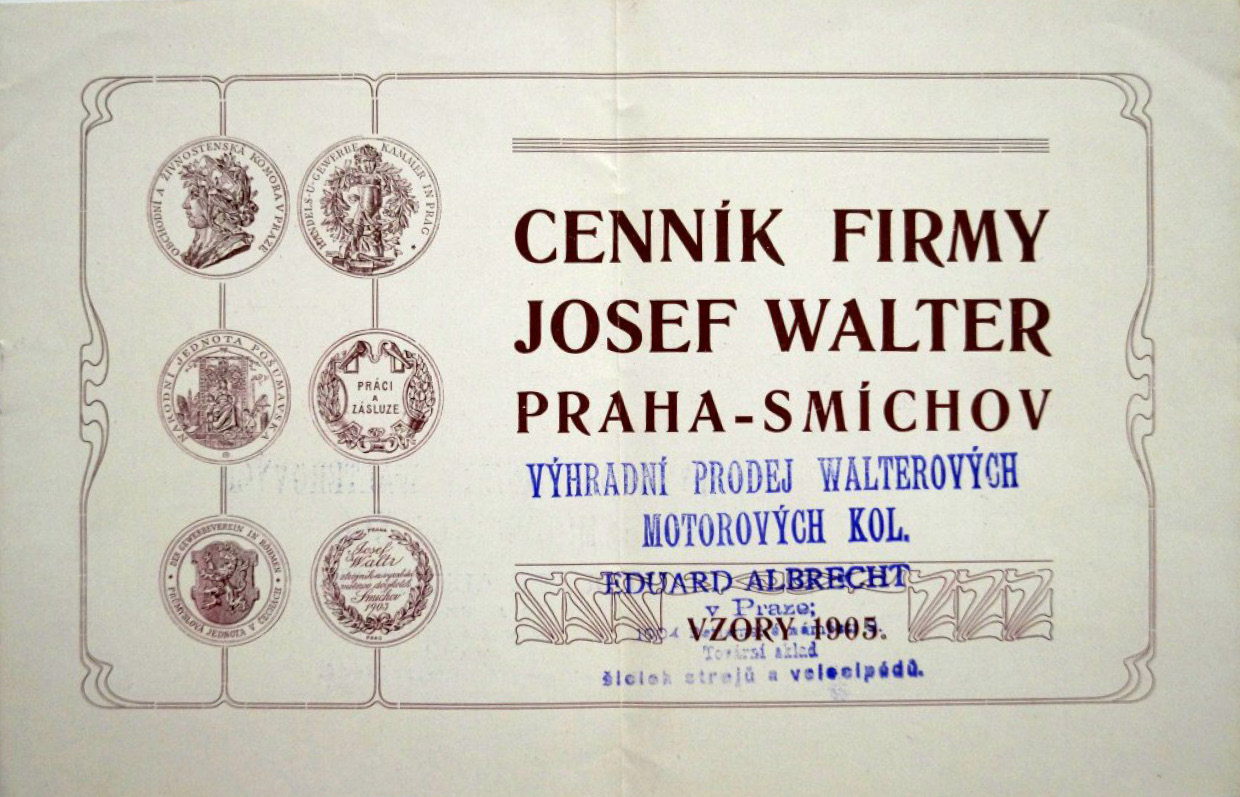 OBCHODNÍ A ŽIVNOSTENSKÁ KOMORA V PRAZE
HANDELS-U-GEWERBE KAMMER IN PRAG
NÁRODNÍ JEDNOTA POŠUMAVSKÁ
PRÁCI
A
ZÁSLUZE
DER GEWERBEVEREIN IN BÖHMEN
PRŮMYSLOVÁ JEDNOTA V ČECHÁCH
PRAHA
Josef
Walter
Smíchov
1903
PRAG
CENNÍK FIRMY
JOSEF WALTER
PRAHA-SMÍCHOV
VÝHRADNÍ PRODEJ WALTEROVÝCH
MOTOROVÝCH KOL.
EDUARD ALBRECHT
v Praze;
VZORY 1905.
Tovární sklad
šicích strojů a velocipédů.